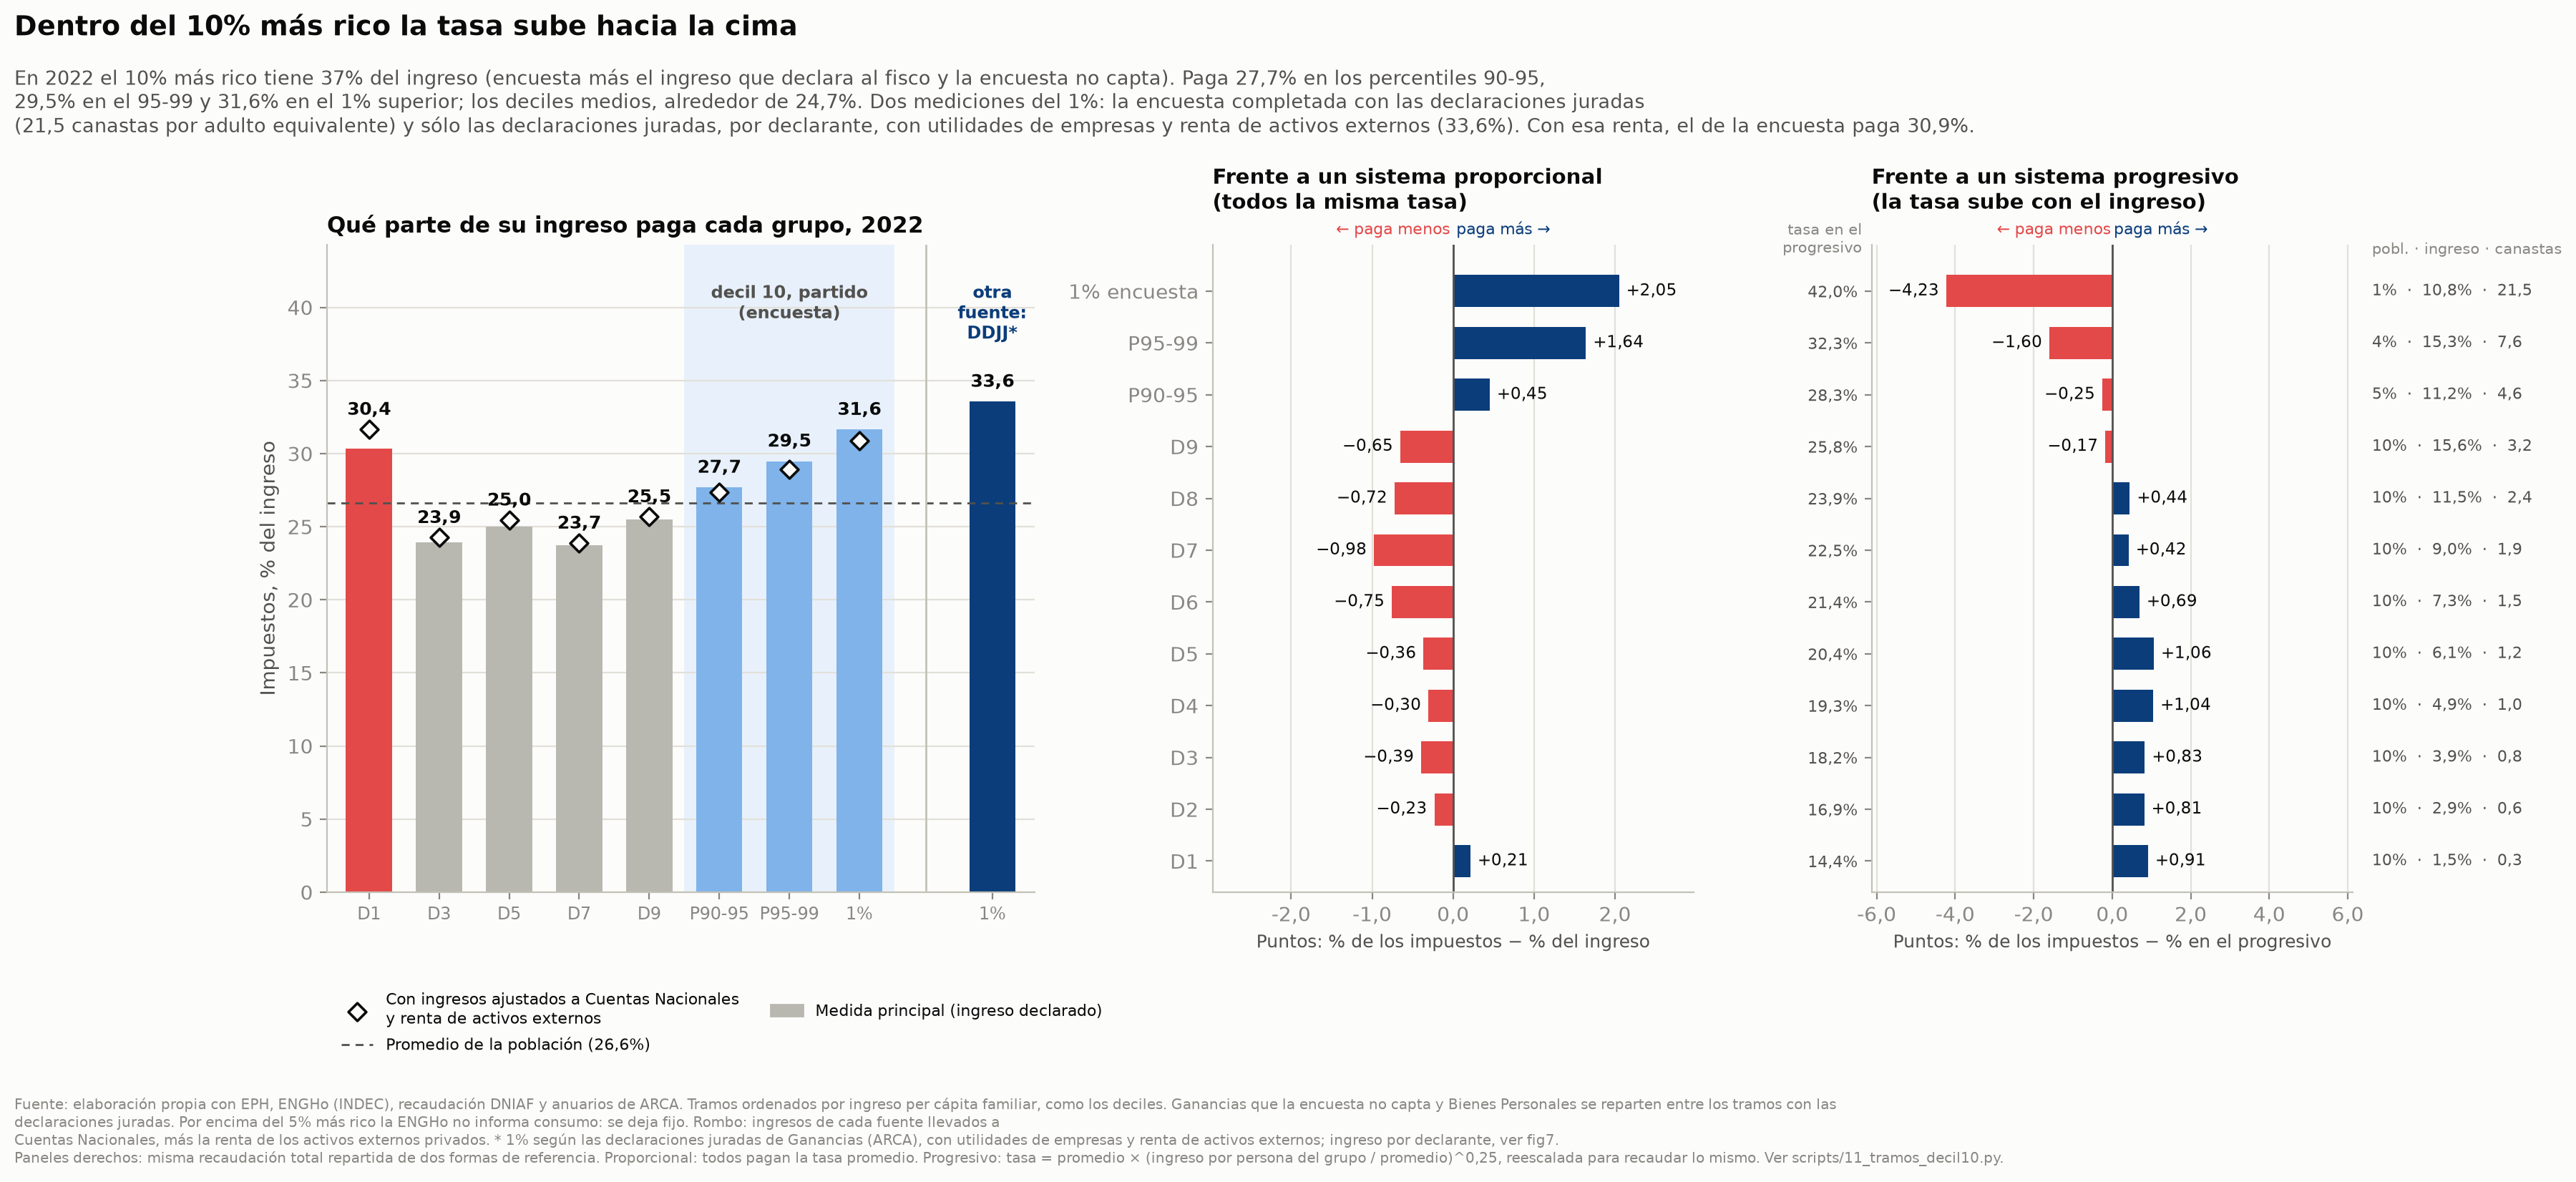 Dentro del 10% más rico la tasa sube hacia la cima
En 2022 el 10% más rico tiene 37% del ingreso (encuesta más el ingreso que declara al fisco y la encuesta no capta). Paga 27,7% en los percentiles 90-95,
29,5% en el 95-99 y 31,6% en el 1% superior; los deciles medios, alrededor de 24,7%. Dos mediciones del 1%: la encuesta completada con las declaraciones juradas
(21,5 canastas por adulto equivalente) y sólo las declaraciones juradas, por declarante, con utilidades de empresas y renta de activos externos (33,6%). Con esa renta, el de la encuesta paga 30,9%.
Qué parte de su ingreso paga cada grupo, 2022
Impuestos, % del ingreso
40
35
30
25
20
15
10
5
0
decil 10, partido
(encuesta)
otra
fuente:
DDJJ*
30,4
23,9
25,0
23,7
25,5
27,7
29,5
31,6
33,6
D1
D3
D5
D7
D9
P90-95
P95-99
1%
1%
Con ingresos ajustados a Cuentas Nacionales
y renta de activos externos
Promedio de la población (26,6%)
Medida principal (ingreso declarado)
Frente a un sistema proporcional
(todos la misma tasa)
← paga menos paga más →
1% encuesta +2,05
P95-99 +1,64
P90-95 +0,45
D9 −0,65
D8 −0,72
D7 −0,98
D6 −0,75
D5 −0,36
D4 −0,30
D3 −0,39
D2 −0,23
D1 +0,21
-2,0 -1,0 0,0 1,0 2,0
Puntos: % de los impuestos − % del ingreso
Frente a un sistema progresivo
(la tasa sube con el ingreso)
tasa en el
progresivo
← paga menos paga más →
pobl. · ingreso · canastas
42,0% −4,23 1% · 10,8% · 21,5
32,3% −1,60 4% · 15,3% · 7,6
28,3% −0,25 5% · 11,2% · 4,6
25,8% −0,17 10% · 15,6% · 3,2
23,9% +0,44 10% · 11,5% · 2,4
22,5% +0,42 10% · 9,0% · 1,9
21,4% +0,69 10% · 7,3% · 1,5
20,4% +1,06 10% · 6,1% · 1,2
19,3% +1,04 10% · 4,9% · 1,0
18,2% +0,83 10% · 3,9% · 0,8
16,9% +0,81 10% · 2,9% · 0,6
14,4% +0,91 10% · 1,5% · 0,3
-6,0 -4,0 -2,0 0,0 2,0 4,0 6,0
Puntos: % de los impuestos − % en el progresivo
Fuente: elaboración propia con EPH, ENGHo (INDEC), recaudación DNIAF y anuarios de ARCA. Tramos ordenados por ingreso per cápita familiar, como los deciles. Ganancias que la encuesta no capta y Bienes Personales se reparten entre los tramos con las
declaraciones juradas. Por encima del 5% más rico la ENGHo no informa consumo: se deja fijo. Rombo: ingresos de cada fuente llevados a
Cuentas Nacionales, más la renta de los activos externos privados. * 1% según las declaraciones juradas de Ganancias (ARCA), con utilidades de empresas y renta de activos externos; ingreso por declarante, ver fig7.
Paneles derechos: misma recaudación total repartida de dos formas de referencia. Proporcional: todos pagan la tasa promedio. Progresivo: tasa = promedio × (ingreso por persona del grupo / promedio)^0,25, reescalada para recaudar lo mismo. Ver scripts/11_tramos_decil10.py.